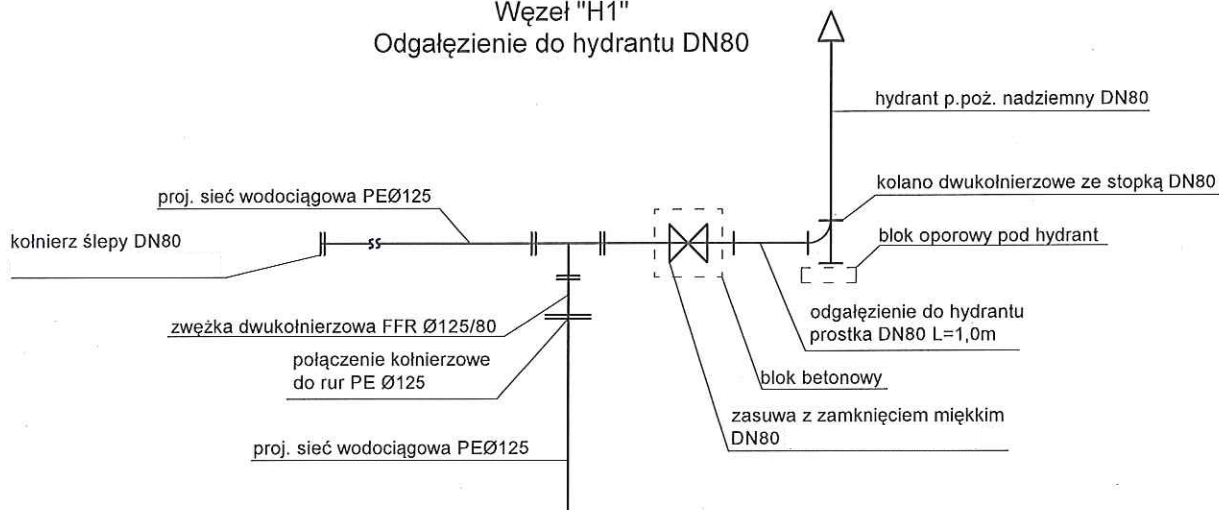 Węzeł "H1"
Odgałęzienie do hydrantu DN80
hydrant p.poż. nadziemny DN80
proj. sieć wodociągowa PEØ125
kolano dwukołnierzowe ze stopką DN80
kołnierz ślepy DN80
blok oporowy pod hydrant
odgałęzienie do hydrantu
prostka DN80 L=1,0m
zwężka dwukołnierzowa FFR Ø125/80
połączenie kołnierzowe
do rur PE Ø125
blok betonowy
zasuwa z zamknięciem miękkim
DN80
proj. sieć wodociągowa PEØ125